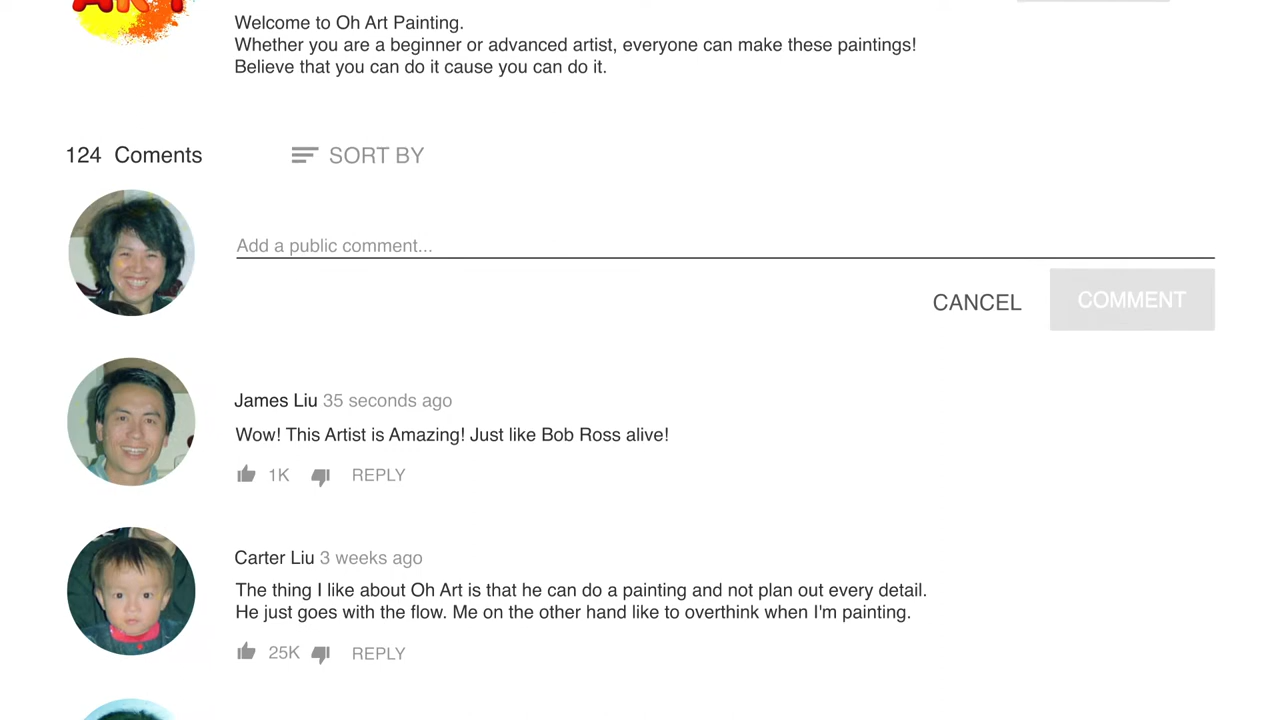 ART
Welcome to Oh Art Painting.
Whether you are a beginner or advanced artist, everyone can make these paintings!
Believe that you can do it cause you can do it.
124 Coments
SORT BY
Add a public comment...
CANCEL
COMMENT
James Liu 35 seconds ago
Wow! This Artist is Amazing! Just like Bob Ross alive!
1K REPLY
Carter Liu 3 weeks ago
The thing I like about Oh Art is that he can do a painting and not plan out every detail.
He just goes with the flow. Me on the other hand like to overthink when I'm painting.
25K REPLY